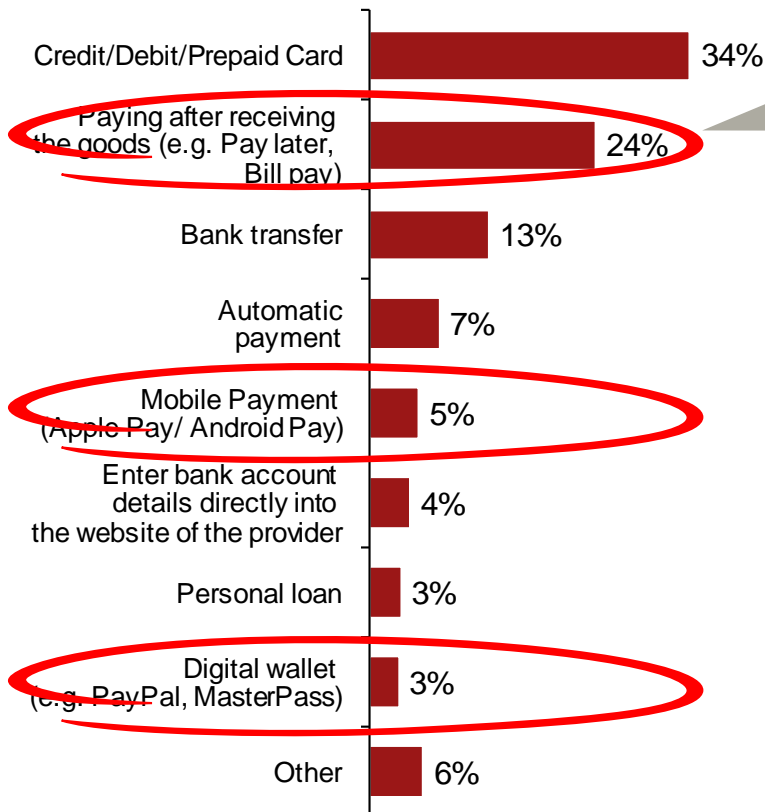 Credit/Debit/Prepaid Card
34%
Paying after receiving
the goods (e.g. Pay later,
Bill pay)
24%
Bank transfer
13%
Automatic
payment
7%
Mobile Payment
(Apple Pay/ Android Pay)
5%
Enter bank account
details directly into
the website of the provider
4%
Personal loan
3%
Digital wallet
(e.g. PayPal, MasterPass)
3%
Other
6%